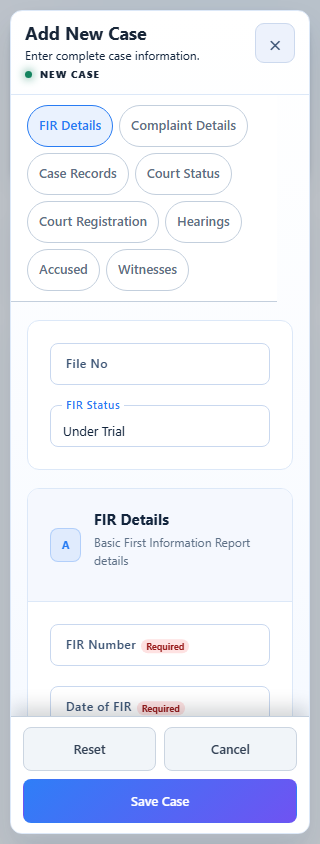 Add New Case
Enter complete case information.
NEW CASE
×
FIR Details
Complaint Details
Case Records
Court Status
Court Registration
Hearings
Accused
Witnesses
File No
FIR Status
Under Trial
A
FIR Details
Basic First Information Report
details
FIR Number Required
Date of FIR Required
Reset
Cancel
Save Case